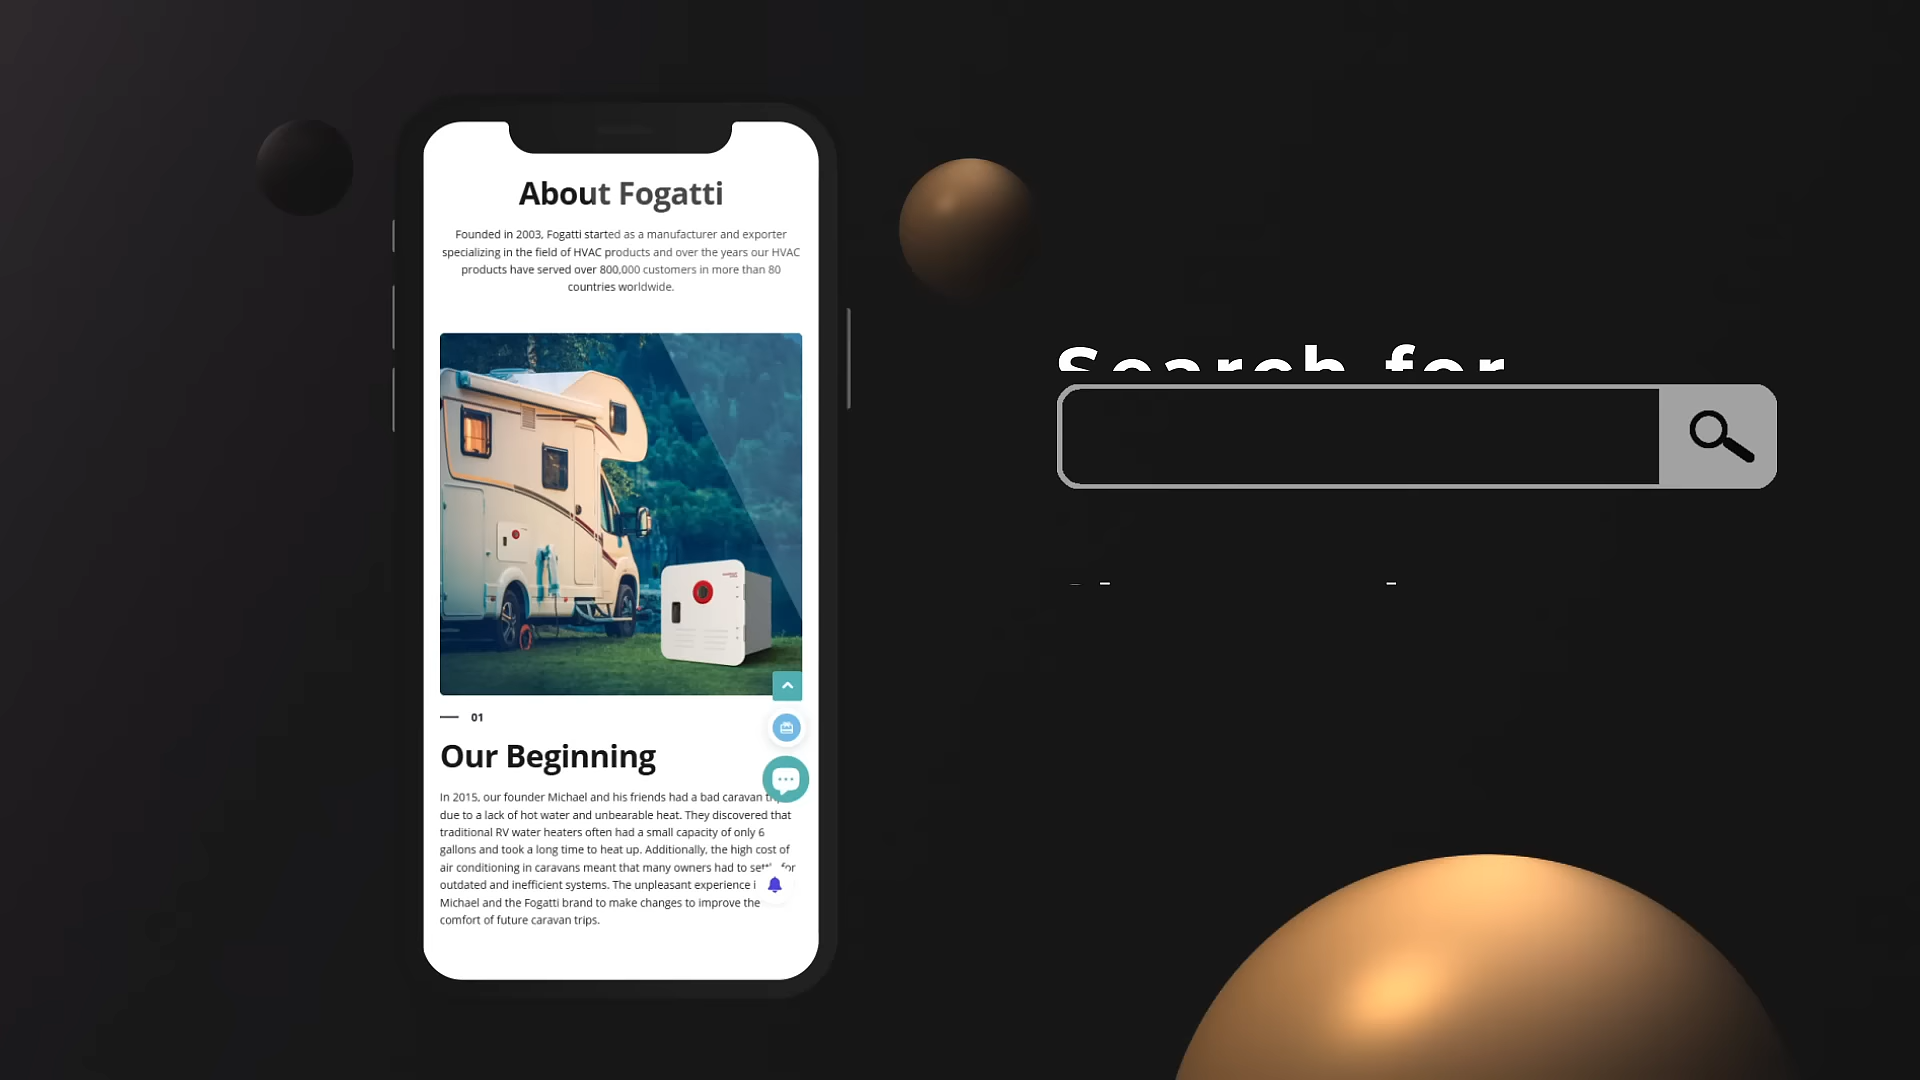 About Fogatti
Founded in 2003, Fogatti started as a manufacturer and exporter
specializing in the field of HVAC products and over the years our HVAC
products have served over 800,000 customers in more than 80
countries worldwide.
Search for
01
Our Beginning
In 2015, our founder Michael and his friends had a bad caravan
due to a lack of hot water and unbearable heat. They discovered that
traditional RV water heaters often had a small capacity of only 6
gallons and took a long time to heat up. Additionally, the high cost of
air conditioning in caravans meant that many owners had to settle for
outdated and inefficient systems. The unpleasant experience
Michael and the Fogatti brand to make changes to improve the
comfort of future caravan trips.